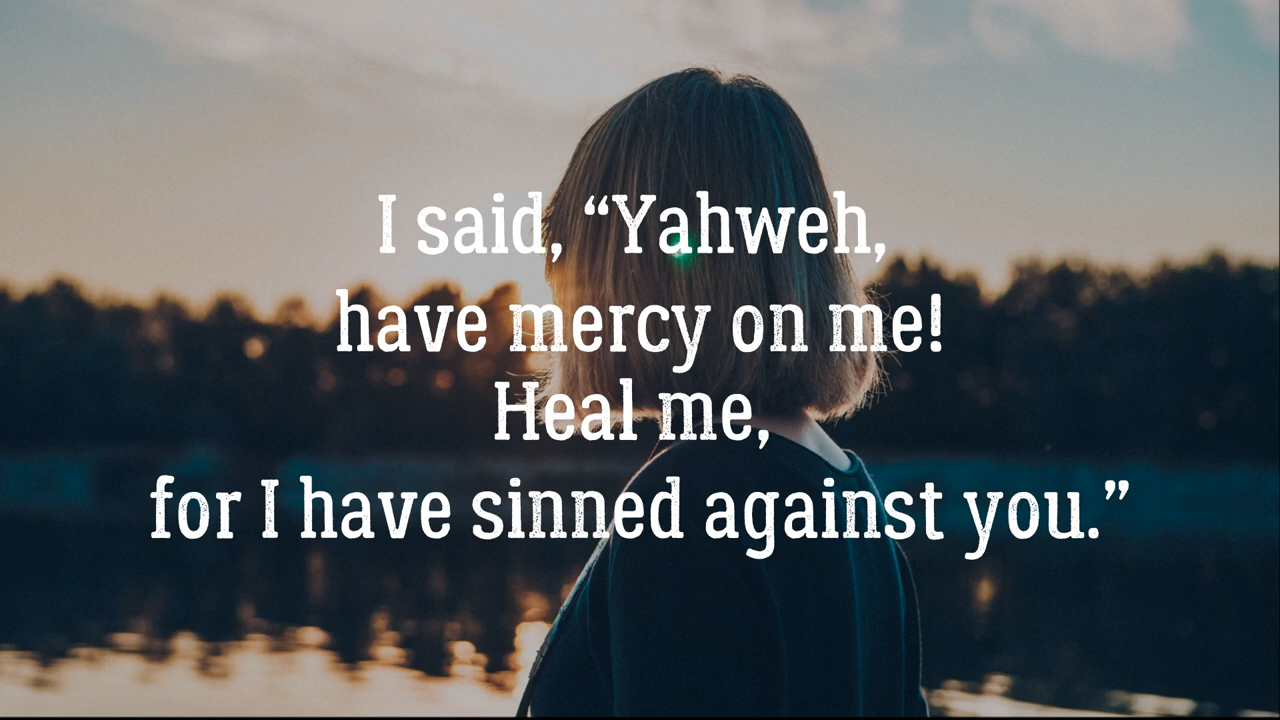 I said, “Yahweh,
have mercy on me!
Heal me,
for I have sinned against you.”